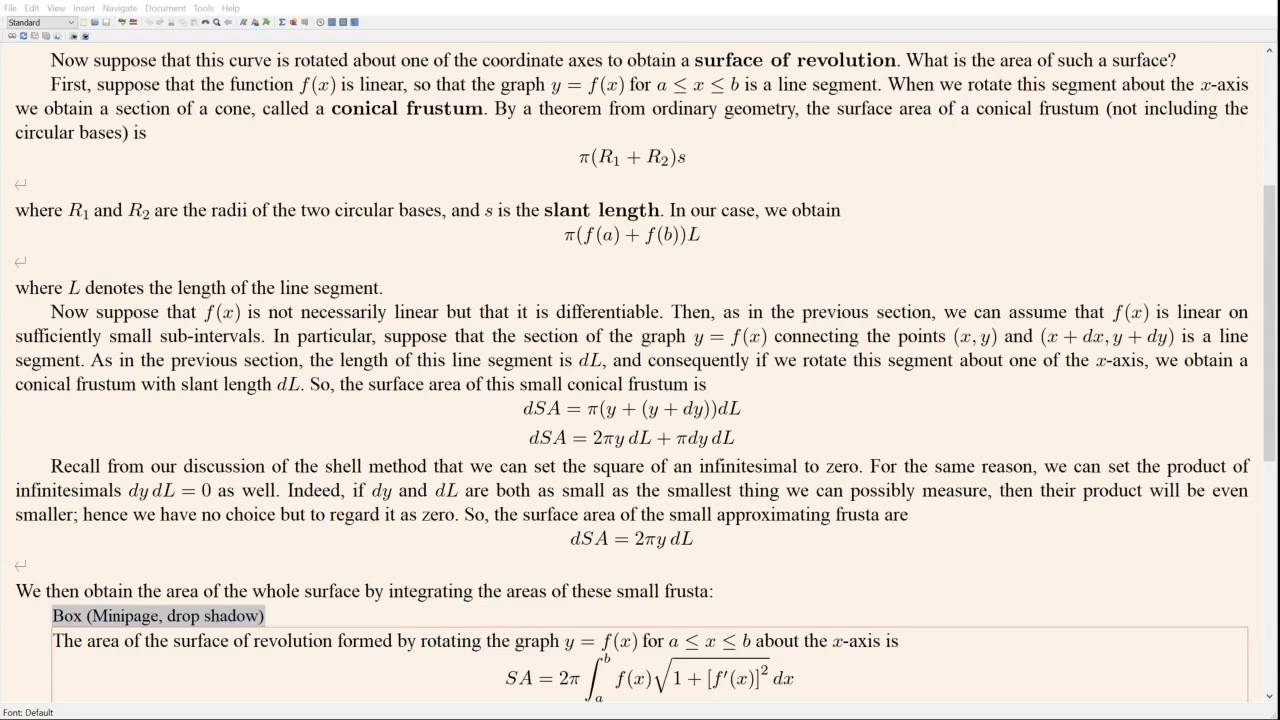 File Edit View Insert Navigate Document Tools Help
Standard
Now suppose that this curve is rotated about one of the coordinate axes to obtain a surface of revolution. What is the area of such a surface?
First, suppose that the function f(x) is linear, so that the graph y = f(x) for a ≤ x ≤ b is a line segment. When we rotate this segment about the x-axis
we obtain a section of a cone, called a conical frustum. By a theorem from ordinary geometry, the surface area of a conical frustum (not including the
circular bases) is
π(R₁ + R₂)s
where R₁ and R₂ are the radii of the two circular bases, and s is the slant length. In our case, we obtain
π(f(a) + f(b))L
where L denotes the length of the line segment.
Now suppose that f(x) is not necessarily linear but that it is differentiable. Then, as in the previous section, we can assume that f(x) is linear on
sufficiently small sub-intervals. In particular, suppose that the section of the graph y = f(x) connecting the points (x, y) and (x + dx, y + dy) is a line
segment. As in the previous section, the length of this line segment is dL, and consequently if we rotate this segment about one of the x-axis, we obtain a
conical frustum with slant length dL. So, the surface area of this small conical frustum is
dSA = π(y + (y + dy))dL
dSA = 2πy dL + πdy dL
Recall from our discussion of the shell method that we can set the square of an infinitesimal to zero. For the same reason, we can set the product of
infinitesimals dy dL = 0 as well. Indeed, if dy and dL are both as small as the smallest thing we can possibly measure, then their product will be even
smaller; hence we have no choice but to regard it as zero. So, the surface area of the small approximating frusta are
dSA = 2πy dL
We then obtain the area of the whole surface by integrating the areas of these small frusta:
Box (Minipage, drop shadow)
The area of the surface of revolution formed by rotating the graph y = f(x) for a ≤ x ≤ b about the x-axis is
SA = 2π ∫ₐᵇ f(x)√(1 + [f′(x)]²) dx
Font: Default